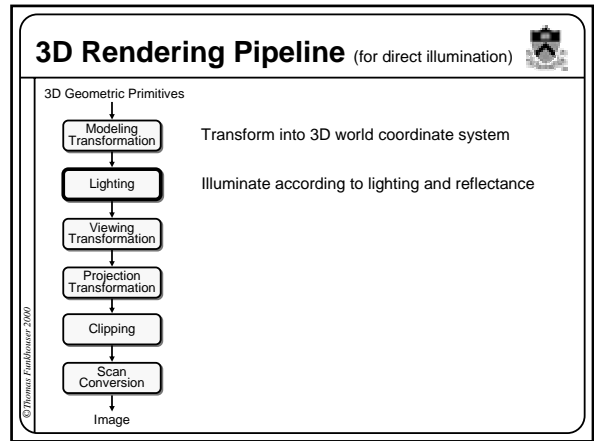 3D Rendering Pipeline (for direct illumination)
3D Geometric Primitives
Modeling
Transformation
Transform into 3D world coordinate system
Lighting
Illuminate according to lighting and reflectance
Viewing
Transformation
Projection
Transformation
Clipping
Scan
Conversion
Image
©Thomas Funkhouser 2000